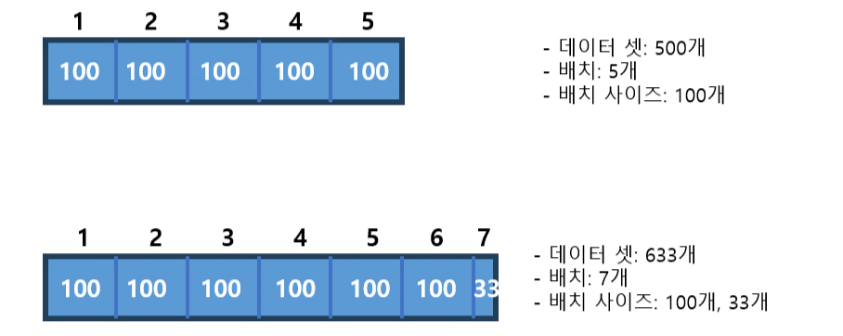 1 2 3 4 5
100 100 100 100 100
- 데이터 셋: 500개
- 배치: 5개
- 배치 사이즈: 100개
1 2 3 4 5 6 7
100 100 100 100 100 100 33
- 데이터 셋: 633개
- 배치: 7개
- 배치 사이즈: 100개, 33개